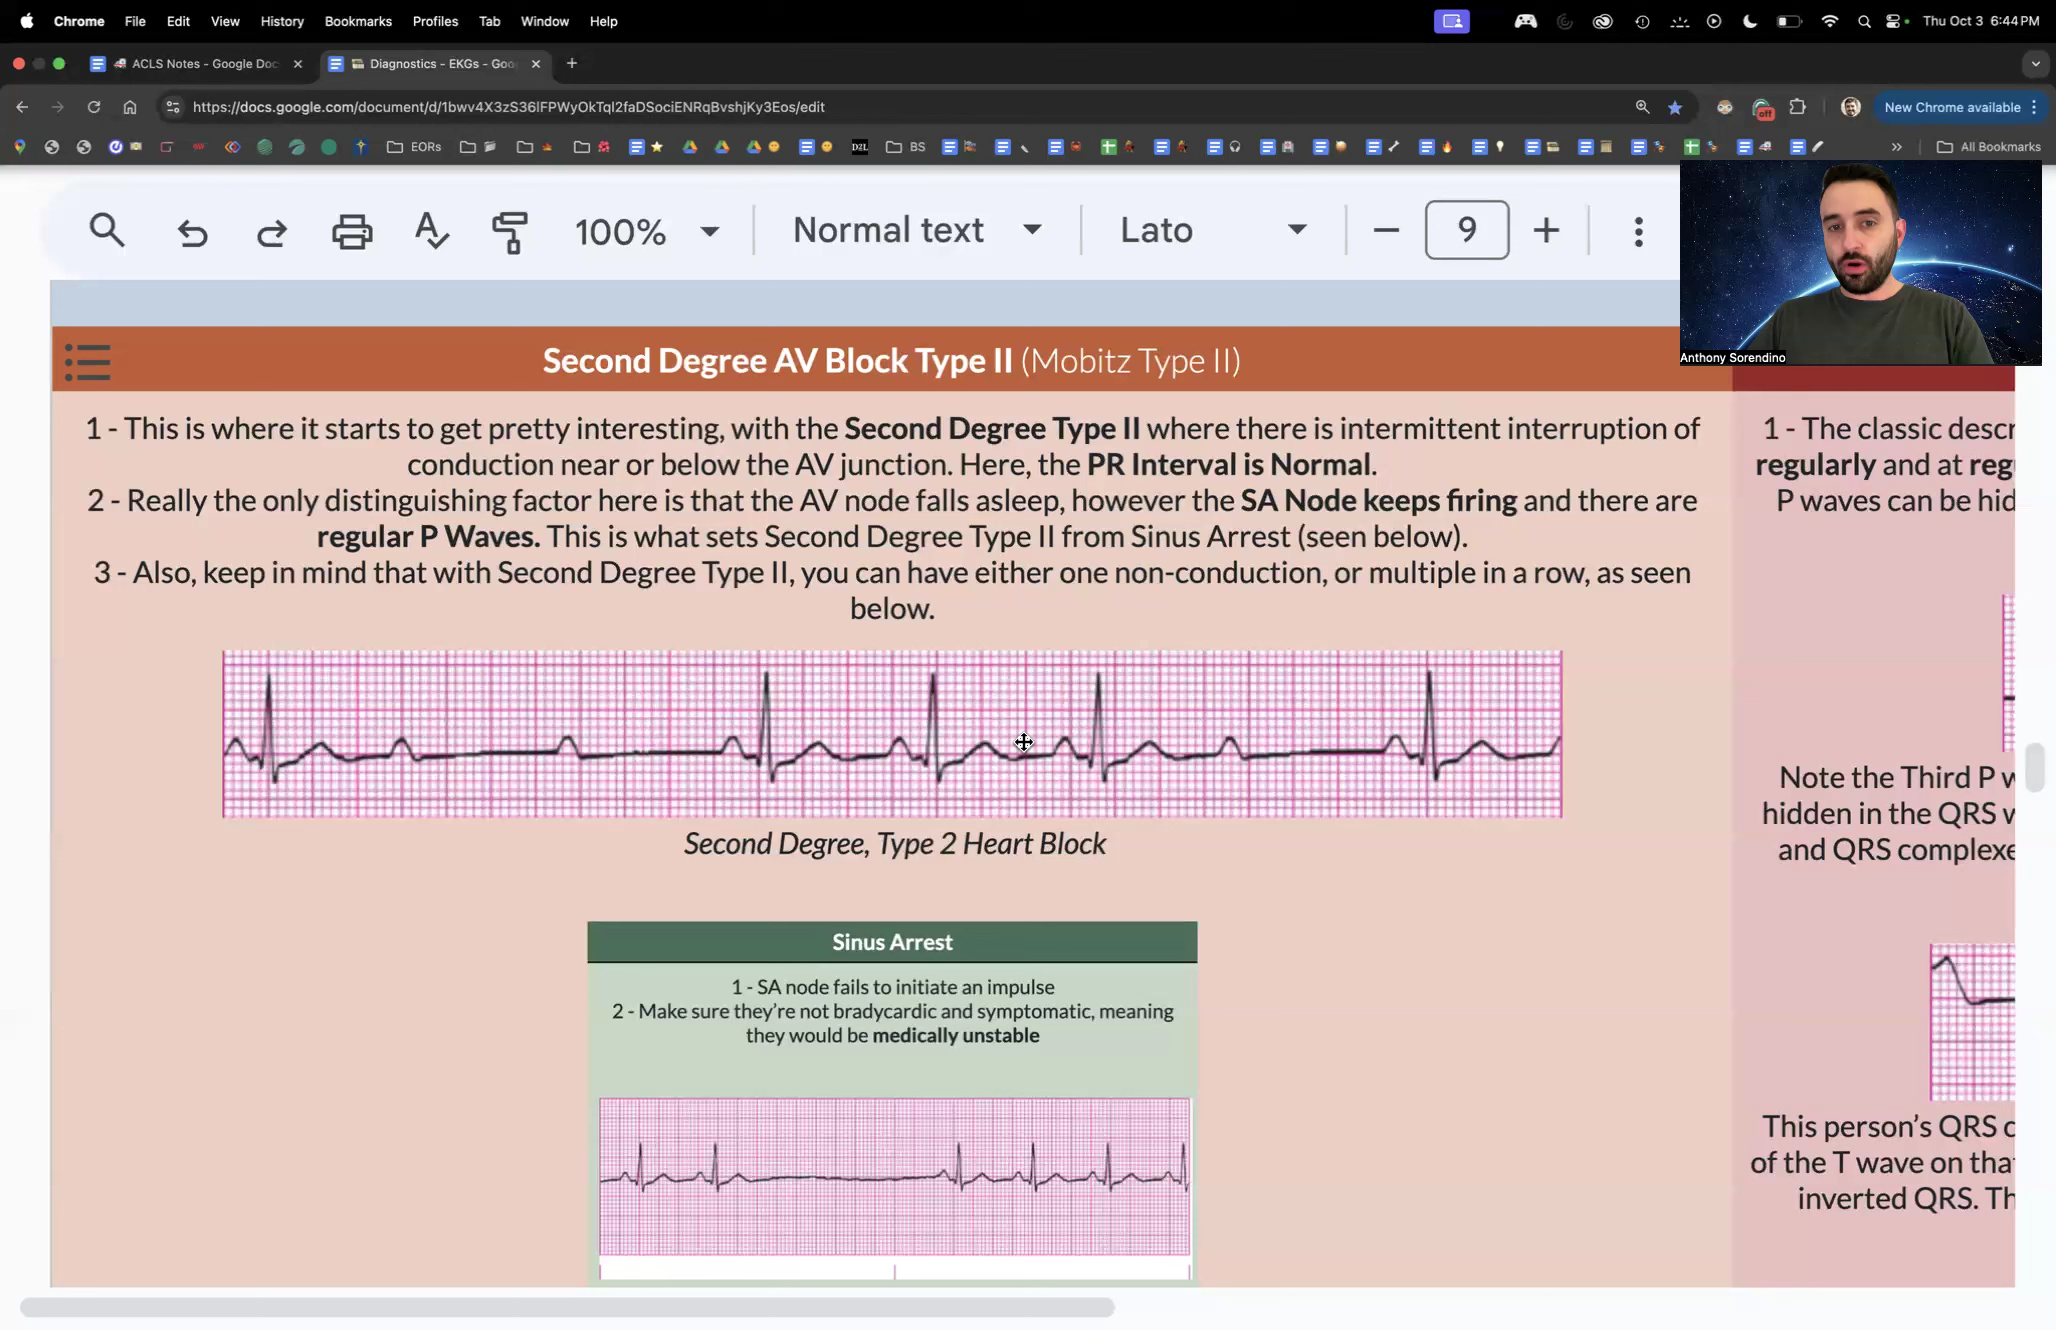 Chrome File Edit View History Bookmarks Profiles Tab Window Help Thu Oct 3 6:44 PM
ACLS Notes - Google Doc Diagnostics - EKGs - Goo
https://docs.google.com/document/d/1bwv4X3zS36lFPWyOkTql2faDSociENRqBvshjKy3Eos/edit off New Chrome available
EORs D2L BS All Bookmarks
100% Normal text Lato 9
Anthony Sorendino
Second Degree AV Block Type II (Mobitz Type II)
1 - This is where it starts to get pretty interesting, with the Second Degree Type II where there is intermittent interruption of
conduction near or below the AV junction. Here, the PR Interval is Normal.
2 - Really the only distinguishing factor here is that the AV node falls asleep, however the SA Node keeps firing and there are
regular P Waves. This is what sets Second Degree Type II from Sinus Arrest (seen below).
3 - Also, keep in mind that with Second Degree Type II, you can have either one non-conduction, or multiple in a row, as seen
below.
Second Degree, Type 2 Heart Block
Sinus Arrest
1 - SA node fails to initiate an impulse
2 - Make sure they're not bradycardic and symptomatic, meaning
they would be medically unstable
1 - The classic descr
regularly and at reg
P waves can be hid
Note the Third P w
hidden in the QRS w
and QRS complexe
This person's QRS c
of the T wave on tha
inverted QRS. Th